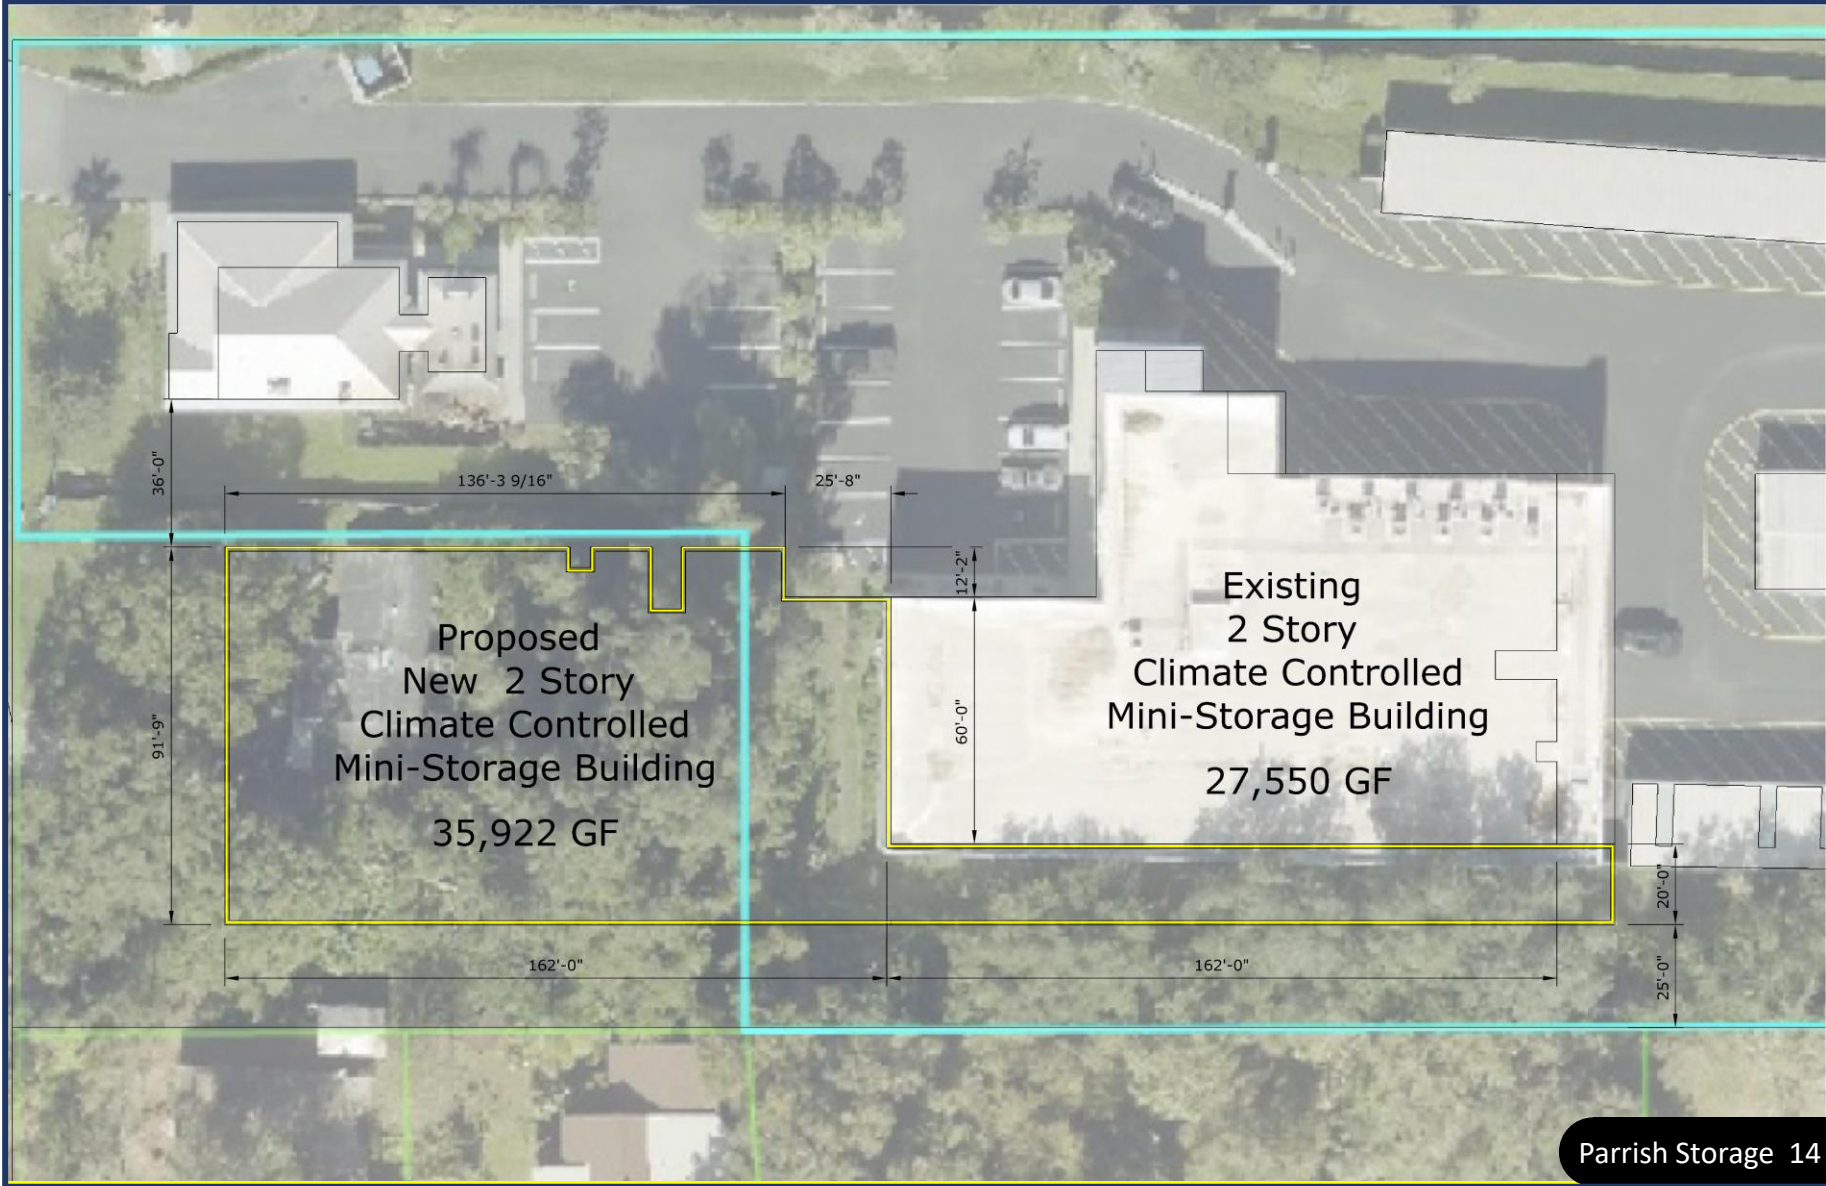 36'-0"
136'-3 9/16"
25'-8"
12'-2"
91'-9"
60'-0"
Proposed
New 2 Story
Climate Controlled
Mini-Storage Building
35,922 GF
Existing
2 Story
Climate Controlled
Mini-Storage Building
27,550 GF
20'-0"
162'-0"
162'-0"
25'-0"
Parrish Storage 14